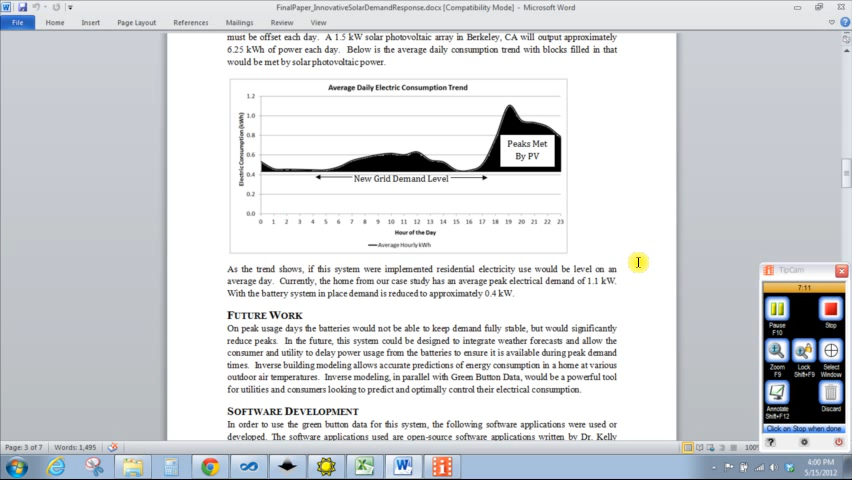 FinalPaper_InnovativeSolarDemandResponse.docx [Compatibility Mode] - Microsoft Word
File Home Insert Page Layout References Mailings Review View
must be offset each day. A 1.5 kW solar photovoltaic array in Berkeley, CA will output approximately
6.25 kWh of power each day. Below is the average daily consumption trend with blocks filled in that
would be met by solar photovoltaic power.
Average Daily Electric Consumption Trend
Electric Consumption (kWh)
1.2
1.0
0.8
0.6
0.4
0.2
0.0
Peaks Met
By PV
New Grid Demand Level
0 1 2 3 4 5 6 7 8 9 10 11 12 13 14 15 16 17 18 19 20 21 22 23
Hour of the Day
Average Hourly kWh
As the trend shows, if this system were implemented residential electricity use would be level on an
average day. Currently, the home from our case study has an average peak electrical demand of 1.1 kW.
With the battery system in place demand is reduced to approximately 0.4 kW.
FUTURE WORK
On peak usage days the batteries would not be able to keep demand fully stable, but would significantly
reduce peaks. In the future, this system could be designed to integrate weather forecasts and allow the
consumer and utility to delay power usage from the batteries to ensure it is available during peak demand
times. Inverse building modeling allows accurate predictions of energy consumption in a home at various
outdoor air temperatures. Inverse modeling, in parallel with Green Button Data, would be a powerful tool
for utilities and consumers looking to predict and optimally control their electrical consumption.
SOFTWARE DEVELOPMENT
In order to use the green button data for this system, the following software applications were used or
developed. The software applications used are open-source software applications written by Dr. Kelly
TipCam
7:11
Pause
F10
Stop
Zoom
F9
Lock
Shift+F9
Select
Window
Annotate
Shift+F12
Discard
Click on Stop when done
Page: 3 of 7 Words: 1,495
100%
4:00 PM
5/15/2012